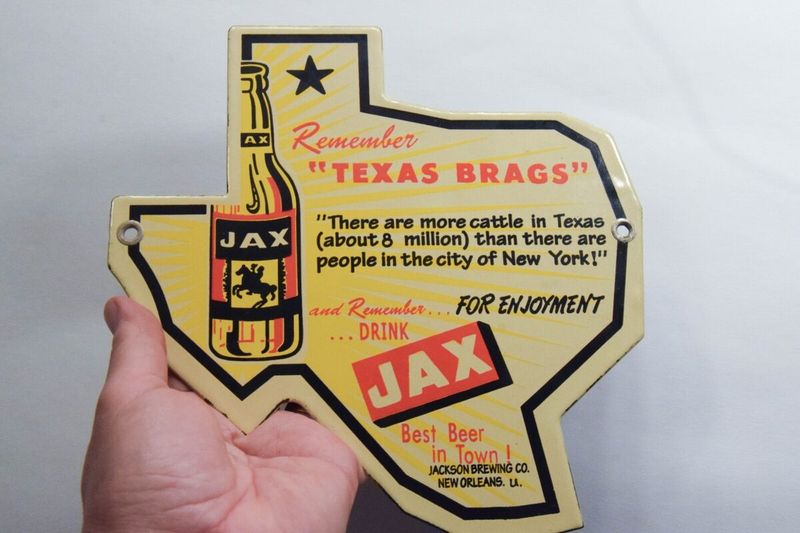 Remember
"TEXAS BRAGS"
"There are more cattle in Texas
(about 8 million) than there are
people in the city of New York!"
and Remember... FOR ENJOYMENT
...DRINK
JAX
Best Beer
in Town!
JACKSON BREWING CO.
NEW ORLEANS. LA.
AX
JAX